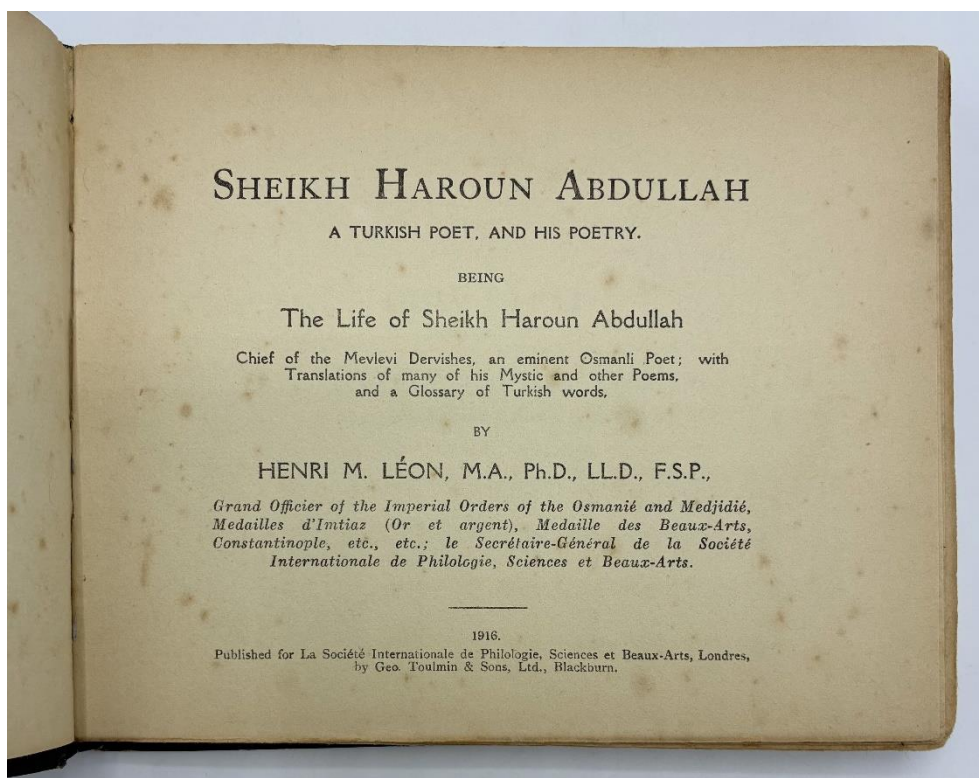 SHEIKH HAROUN ABDULLAH
A TURKISH POET, AND HIS POETRY.
BEING
The Life of Sheikh Haroun Abdullah
Chief of the Mevlevi Dervishes, an eminent Osmanli Poet; with
Translations of many of his Mystic and other Poems,
and a Glossary of Turkish words,
BY
HENRI M. LÉON, M.A., Ph.D., LL.D., F.S.P.,
Grand Officier of the Imperial Orders of the Osmanié and Medjidié,
Medailles d'Imtiaz (Or et argent), Medaille des Beaux-Arts,
Constantinople, etc., etc.; le Secrétaire-Général de la Société
Internationale de Philologie, Sciences et Beaux-Arts.
1916.
Published for La Société Internationale de Philologie, Sciences et Beaux-Arts, Londres,
by Geo. Toulmin & Sons, Ltd., Blackburn.